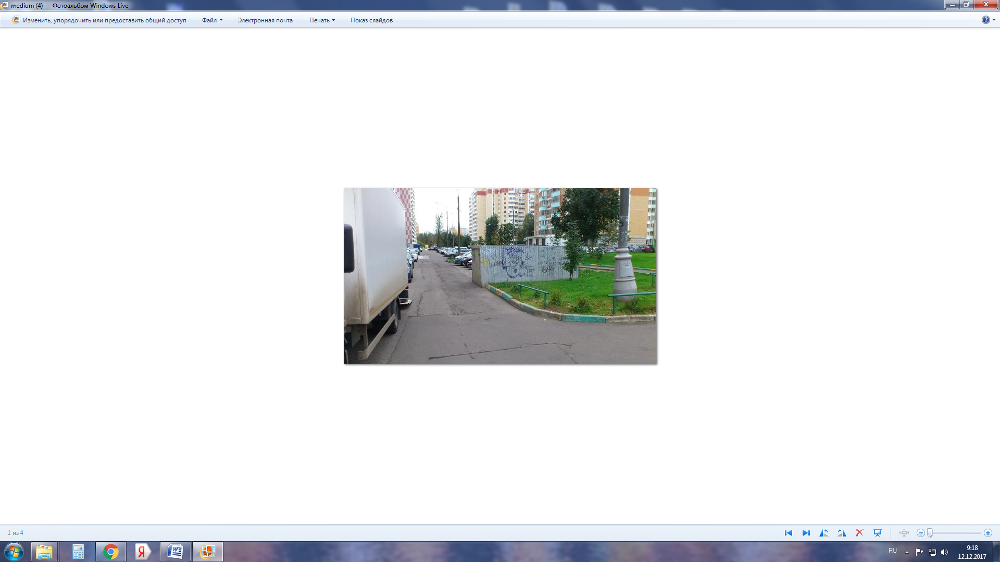 medium (4) — Фотоальбом Windows Live
Изменить, упорядочить или предоставить общий доступ Файл Электронная почта Печать Показ слайдов
1 из 4
RU
9:18
12.12.2017